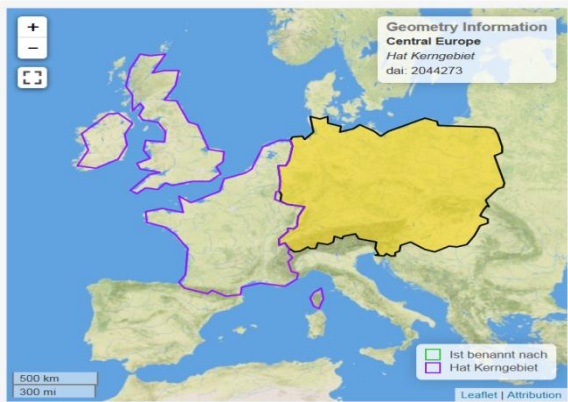 +
−
Geometry Information
Central Europe
Hat Kerngebiet
dai: 2044273
Ist benannt nach
Hat Kerngebiet
500 km
300 mi
Leaflet | Attribution